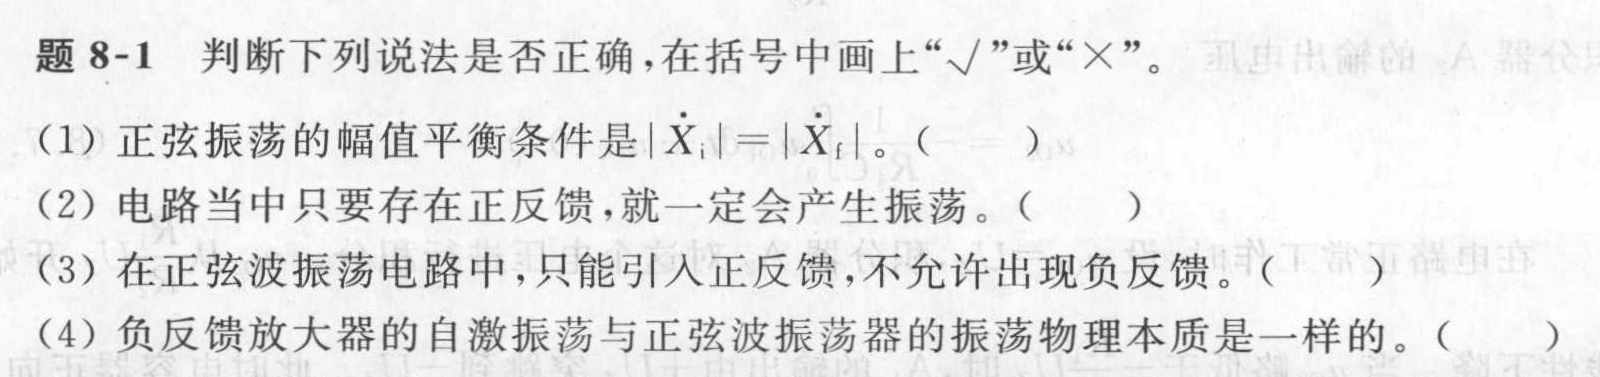 题 8-1 判断下列说法是否正确,在括号中画上“√”或“×”。
(1) 正弦振荡的幅值平衡条件是|Ẋᵢ|=|Ẋf|。( )
(2) 电路当中只要存在正反馈,就一定会产生振荡。( )
(3) 在正弦波振荡电路中,只能引入正反馈,不允许出现负反馈。( )
(4) 负反馈放大器的自激振荡与正弦波振荡器的振荡物理本质是一样的。( )